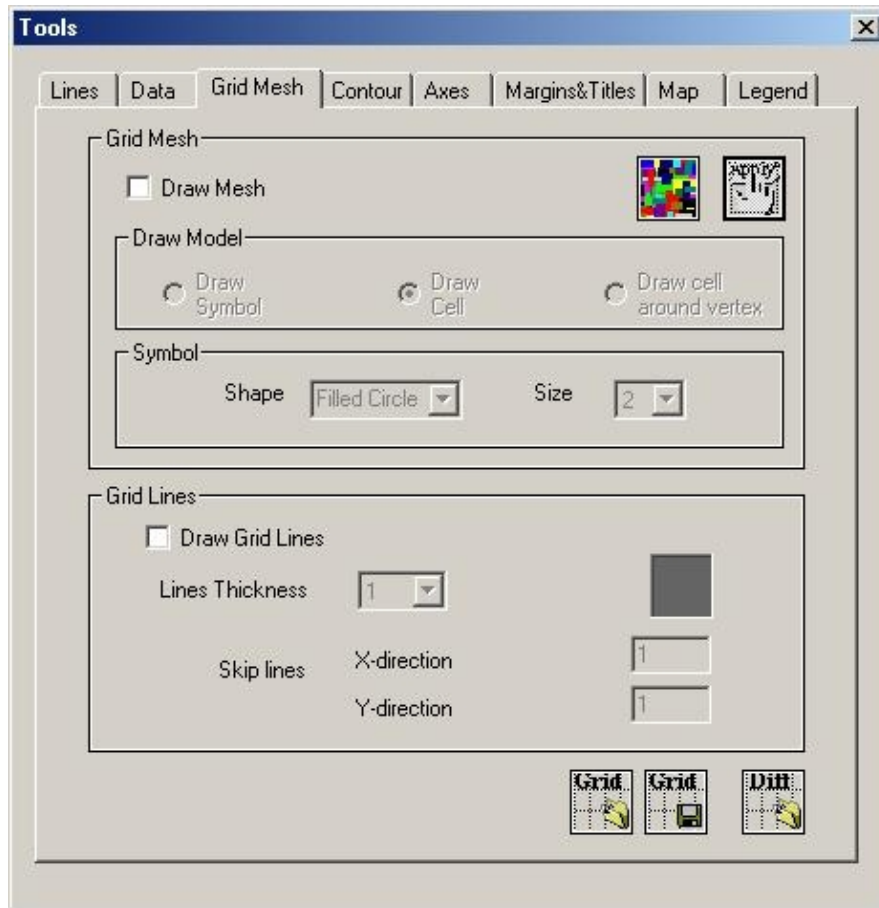 Tools
Lines Data Grid Mesh Contour Axes Margins&Titles Map Legend
Grid Mesh
Draw Mesh
Apply
Draw Model
Draw Symbol
Draw Cell
Draw cell around vertex
Symbol
Shape Filled Circle Size 2
Grid Lines
Draw Grid Lines
Lines Thickness 1
Skip lines
X-direction 1
Y-direction 1
Grid Grid Diff